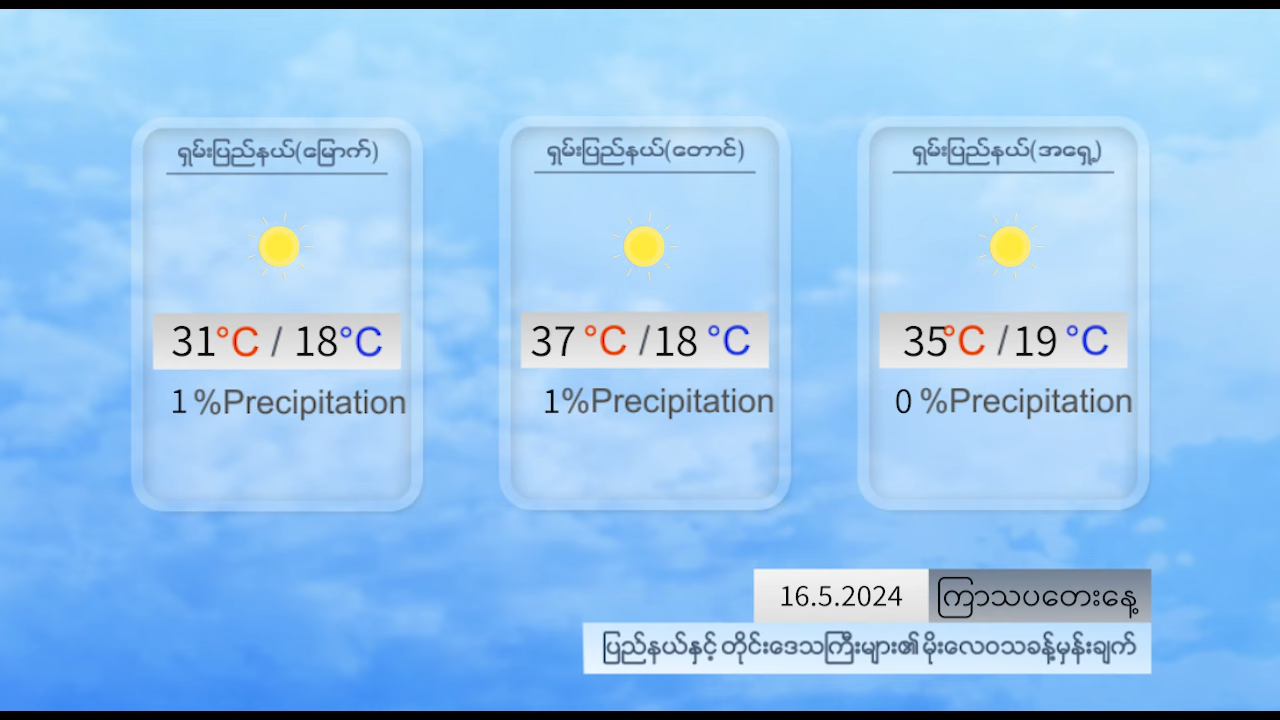 ရှမ်းပြည်နယ်(မြောက်)
31°C / 18°C
1 %Precipitation
ရှမ်းပြည်နယ်(တောင်)
37 °C /18 °C
1%Precipitation
ရှမ်းပြည်နယ်(အရှေ့)
35°C /19 °C
0 %Precipitation
16.5.2024 ကြာသပတေးနေ့
ပြည်နယ်နှင့် တိုင်းဒေသကြီးများ၏ မိုးလေဝသခန့်မှန်းချက်